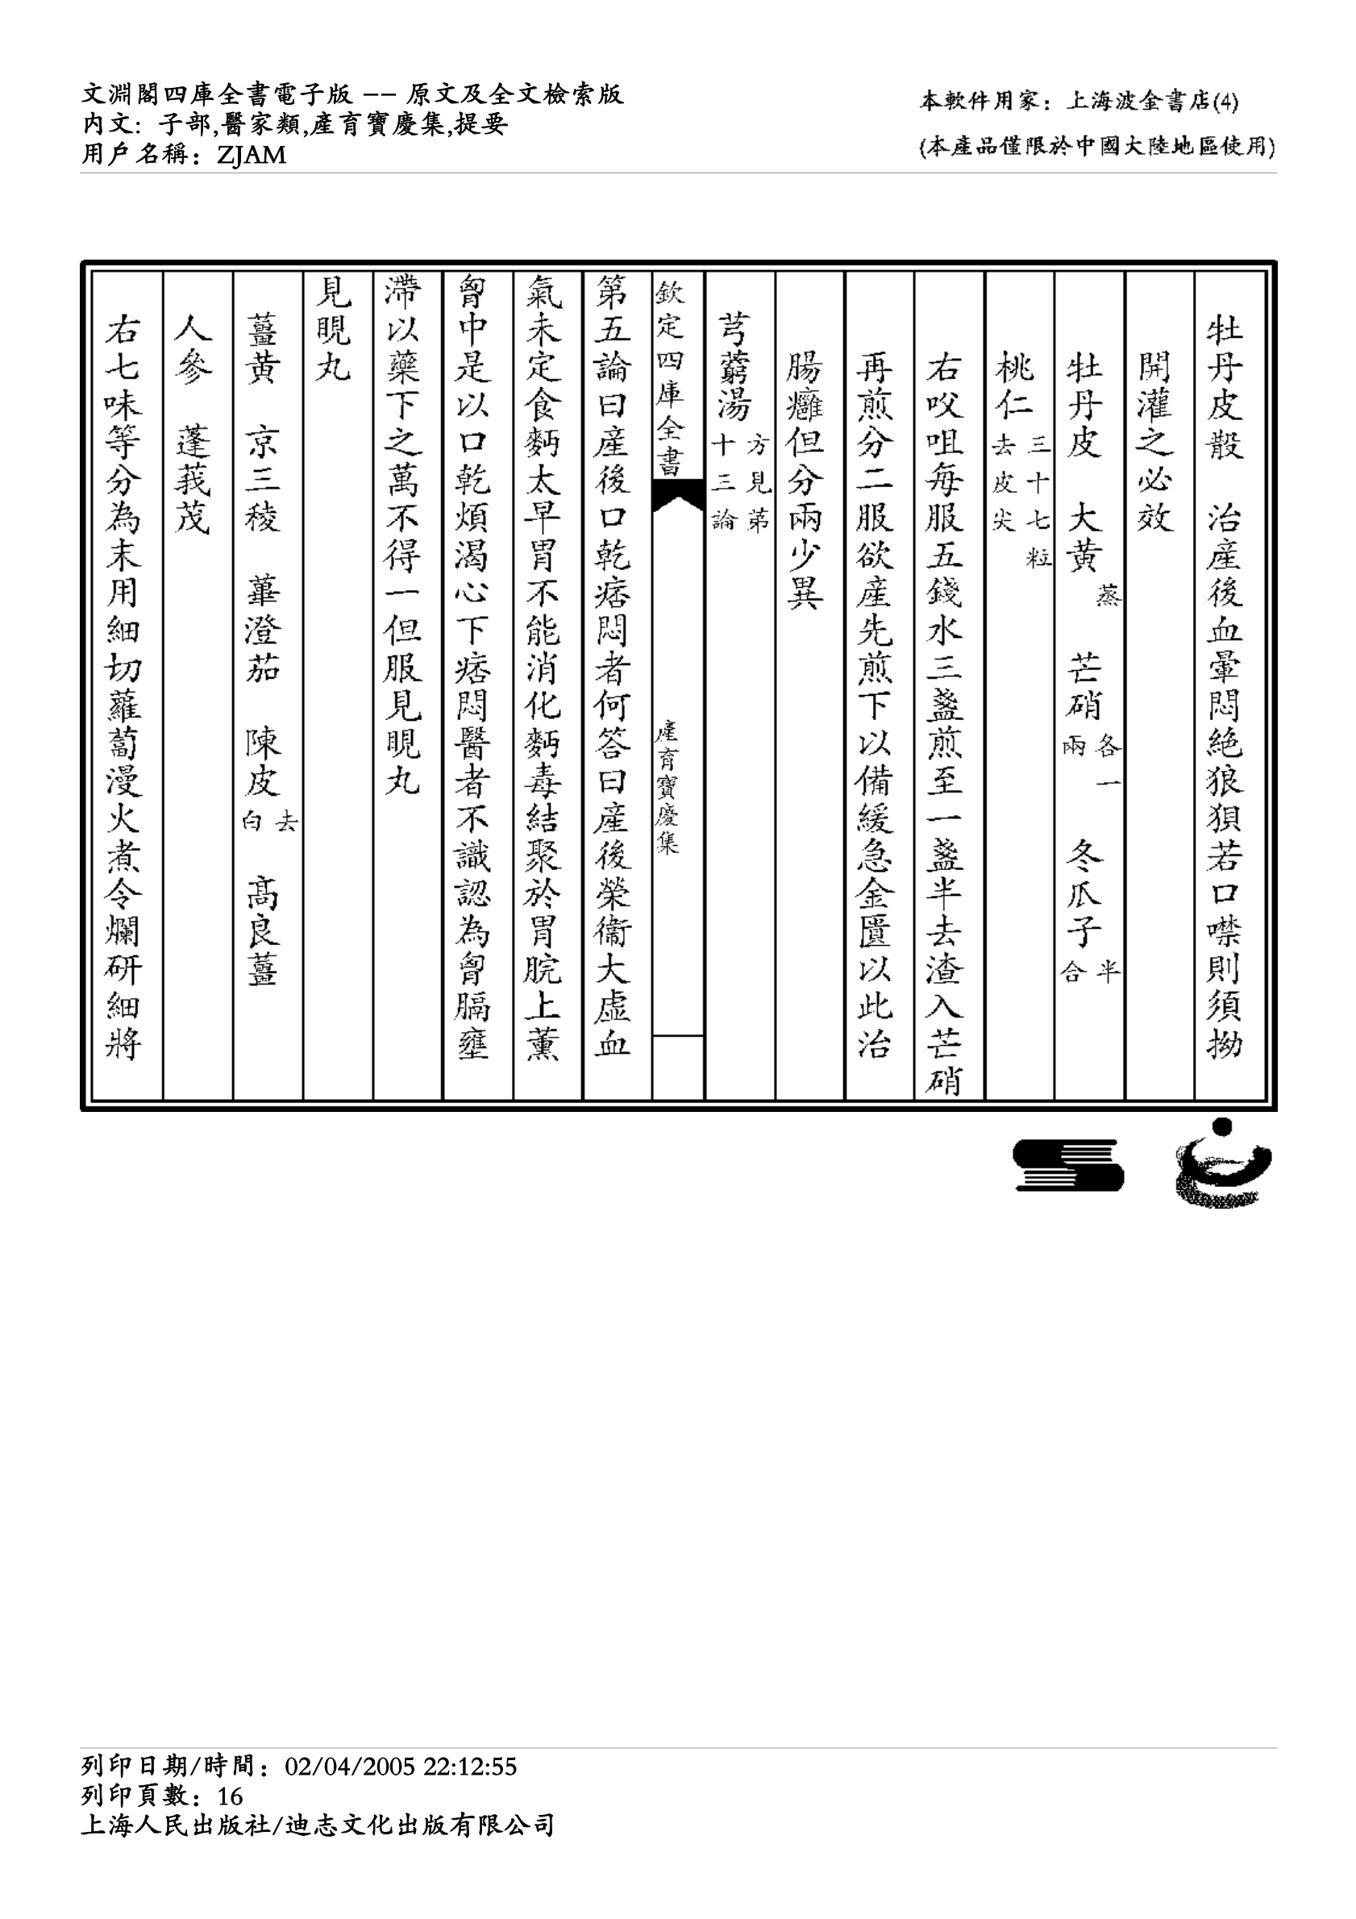 文淵閣四庫全書電子版 -- 原文及全文檢索版
内文: 子部,醫家類,產育寶慶集,提要
用戶名稱: ZJAM
本軟件用家: 上海波金書店(4)
(本產品僅限於中國大陸地區使用)
牡丹皮散　治産後血暈悶絶狼狽若口噤則須拗
開灌之必效
牡丹皮　大黄蒸　芒硝各一兩　冬瓜子半合
桃仁三十七粒去皮尖
右㕮咀每服五錢水三盞煎至一盞半去渣入芒硝
再煎分二服欲産先煎下以備緩急金匱以此治
腸癰但分兩少異
芎藭湯方見第十三論
欽定四庫全書
產育寶慶集
第五論曰産後口乾痞悶者何答曰産後榮衞大虛血
氣未定食麪太早胃不能消化麪毒結聚於胃脘上薰
胷中是以口乾煩渴心下痞悶醫者不識認為胷膈壅
滯以藥下之萬不得一但服見晛丸
見晛丸
薑黄　京三稜　蓽澄茄　陳皮去白　髙良薑
人參　蓬莪茂
右七味等分為末用細切蘿蔔漫火煮令爛研細將
列印日期/時間: 02/04/2005 22:12:55
列印頁數: 16
上海人民出版社/迪志文化出版有限公司